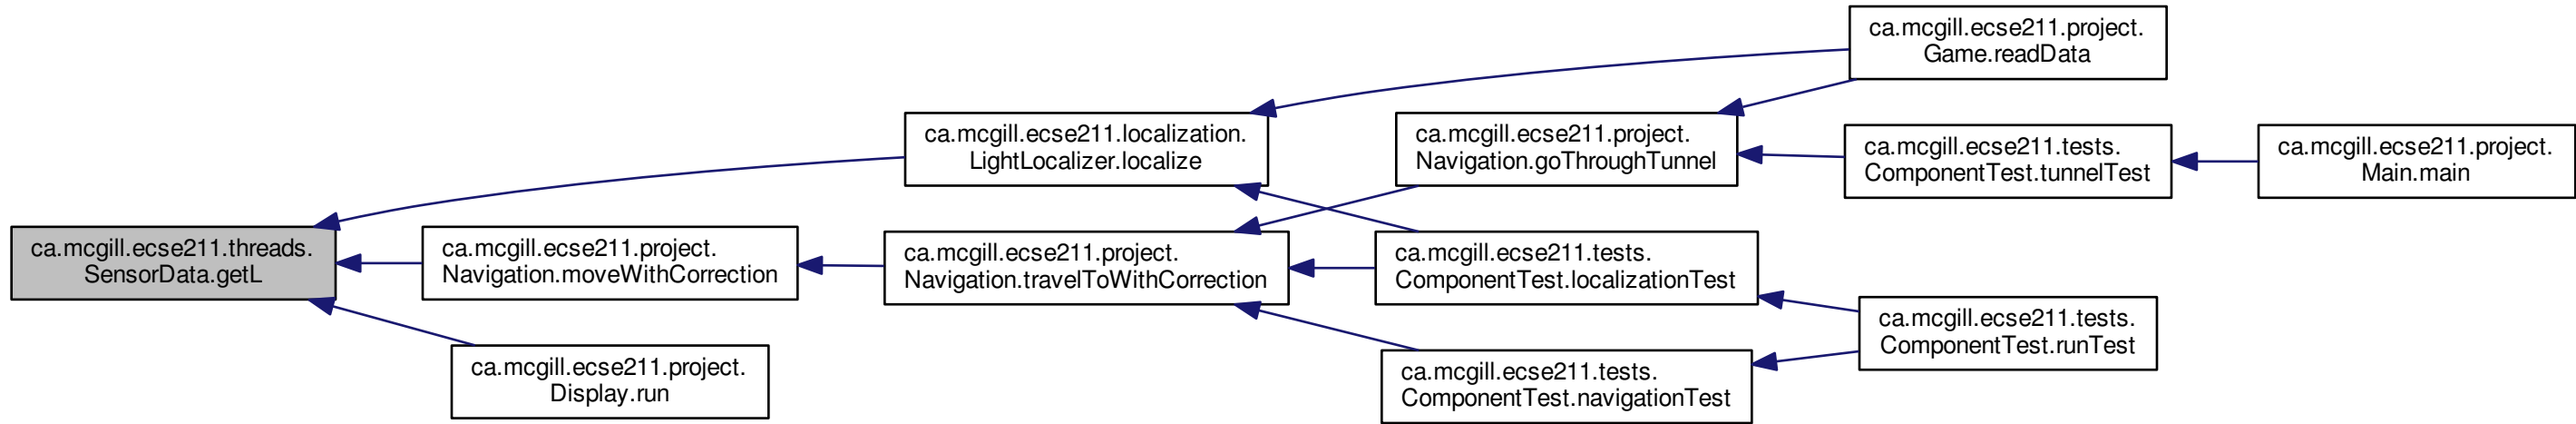 ca.mcgill.ecse211.threads.
SensorData.getL
ca.mcgill.ecse211.localization.
LightLocalizer.localize
ca.mcgill.ecse211.project.
Navigation.moveWithCorrection
ca.mcgill.ecse211.project.
Display.run
ca.mcgill.ecse211.project.
Navigation.travelToWithCorrection
ca.mcgill.ecse211.project.
Game.readData
ca.mcgill.ecse211.project.
Navigation.goThroughTunnel
ca.mcgill.ecse211.tests.
ComponentTest.localizationTest
ca.mcgill.ecse211.tests.
ComponentTest.navigationTest
ca.mcgill.ecse211.tests.
ComponentTest.tunnelTest
ca.mcgill.ecse211.project.
Main.main
ca.mcgill.ecse211.tests.
ComponentTest.runTest